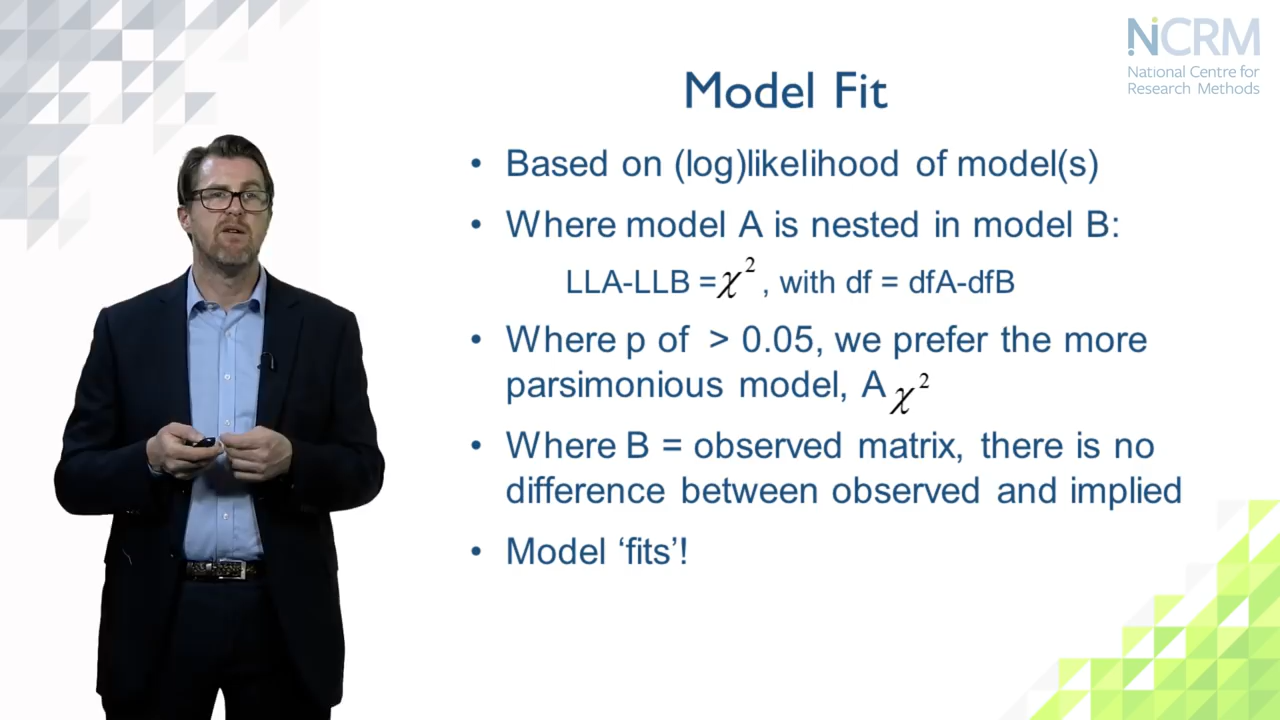 NCRM
National Centre for
Research Methods
Model Fit
• Based on (log)likelihood of model(s)
• Where model A is nested in model B:
LLA-LLB = χ², with df = dfA-dfB
• Where p of > 0.05, we prefer the more
parsimonious model, A χ²
• Where B = observed matrix, there is no
difference between observed and implied
• Model ‘fits’!